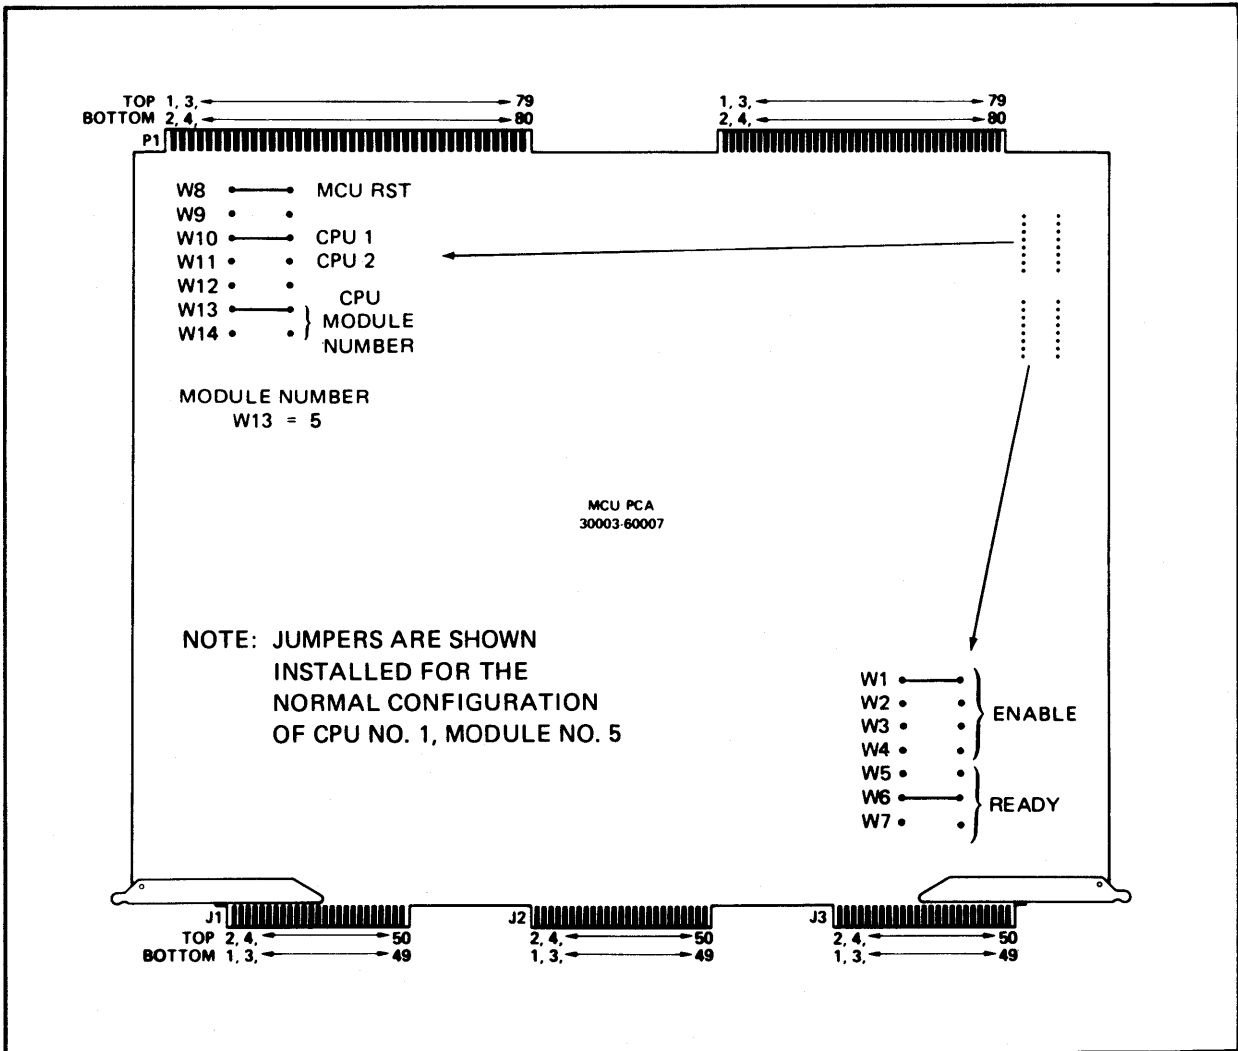 TOP 1, 3, 79
BOTTOM 2, 4, 80
P1
1, 3, 79
2, 4, 80
W8 MCU RST
W9
W10 CPU 1
W11 CPU 2
W12
W13
W14
CPU
MODULE
NUMBER
MODULE NUMBER
W13 = 5
MCU PCA
30003-60007
NOTE: JUMPERS ARE SHOWN
INSTALLED FOR THE
NORMAL CONFIGURATION
OF CPU NO. 1, MODULE NO. 5
W1
W2
W3
W4
ENABLE
W5
W6
W7
READY
J1
TOP 2, 4, 50
BOTTOM 1, 3, 49
J2
2, 4, 50
1, 3, 49
J3
2, 4, 50
1, 3, 49